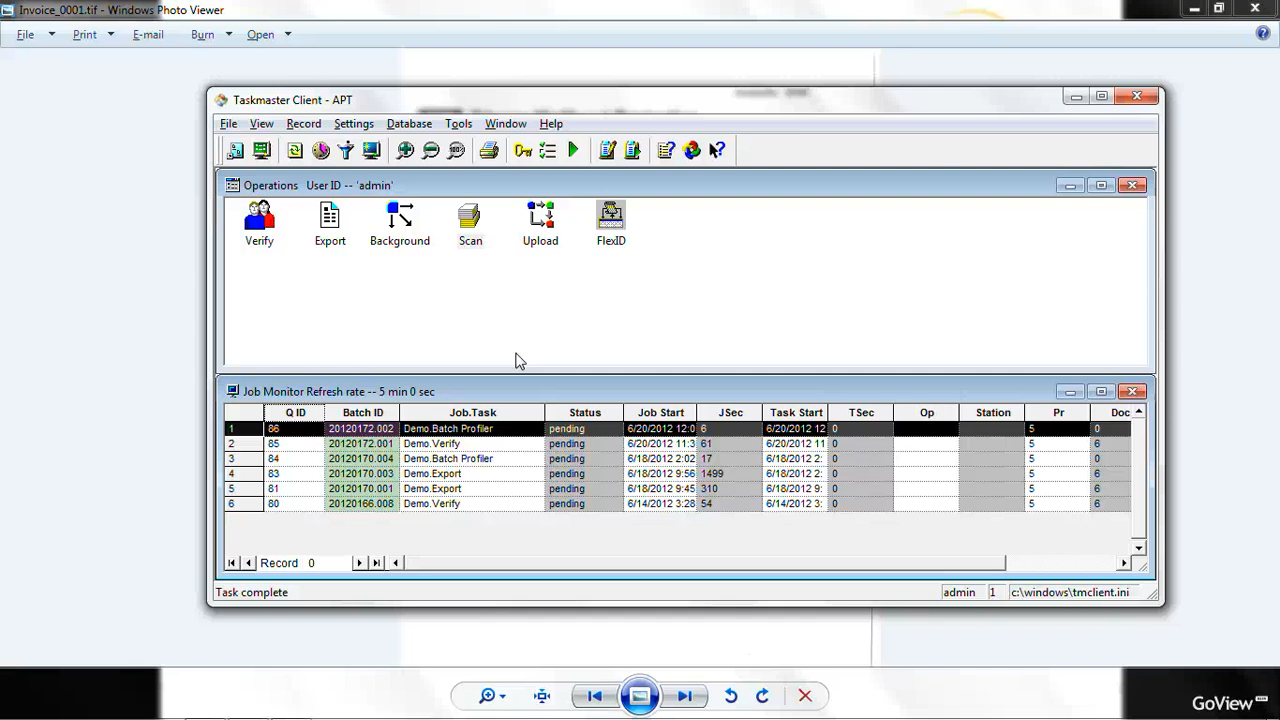 Invoice_0001.tif - Windows Photo Viewer
File Print E-mail Burn Open
Taskmaster Client - APT
File View Record Settings Database Tools Window Help
Operations User ID -- 'admin'
Verify Export Background Scan Upload FlexID
Job Monitor Refresh rate -- 5 min 0 sec
Q ID Batch ID Job.Task Status Job Start JSec Task Start TSec Op Station Pr Doc
1 86 20120172.002 Demo.Batch Profiler pending 6/20/2012 12:0 6 6/20/2012 12 0 5 0
2 85 20120172.001 Demo.Verify pending 6/20/2012 11:3 61 6/20/2012 11 0 5 6
3 84 20120170.004 Demo.Batch Profiler pending 6/18/2012 2:02 17 6/18/2012 2: 0 5 0
4 83 20120170.003 Demo.Export pending 6/18/2012 9:56 1499 6/18/2012 9: 0 5 6
5 81 20120170.001 Demo.Export pending 6/18/2012 9:45 310 6/18/2012 9: 0 5 6
6 80 20120166.008 Demo.Verify pending 6/14/2012 3:28 54 6/14/2012 3: 0 5 6
Record 0
Task complete admin 1 c:\windows\tmclient.ini
GoView